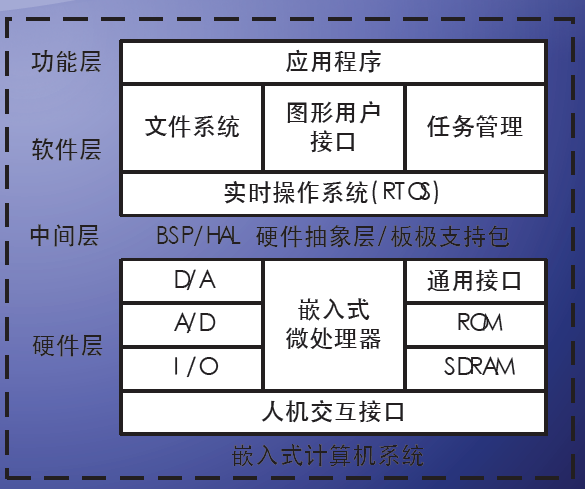 功能层
应用程序
软件层
文件系统
图形用户
接口
任务管理
实时操作系统(RTOS)
中间层
BSP/HAL 硬件抽象层/板极支持包
硬件层
D/A
A/D
I/O
嵌入式
微处理器
通用接口
ROM
SDRAM
人机交互接口
嵌入式计算机系统